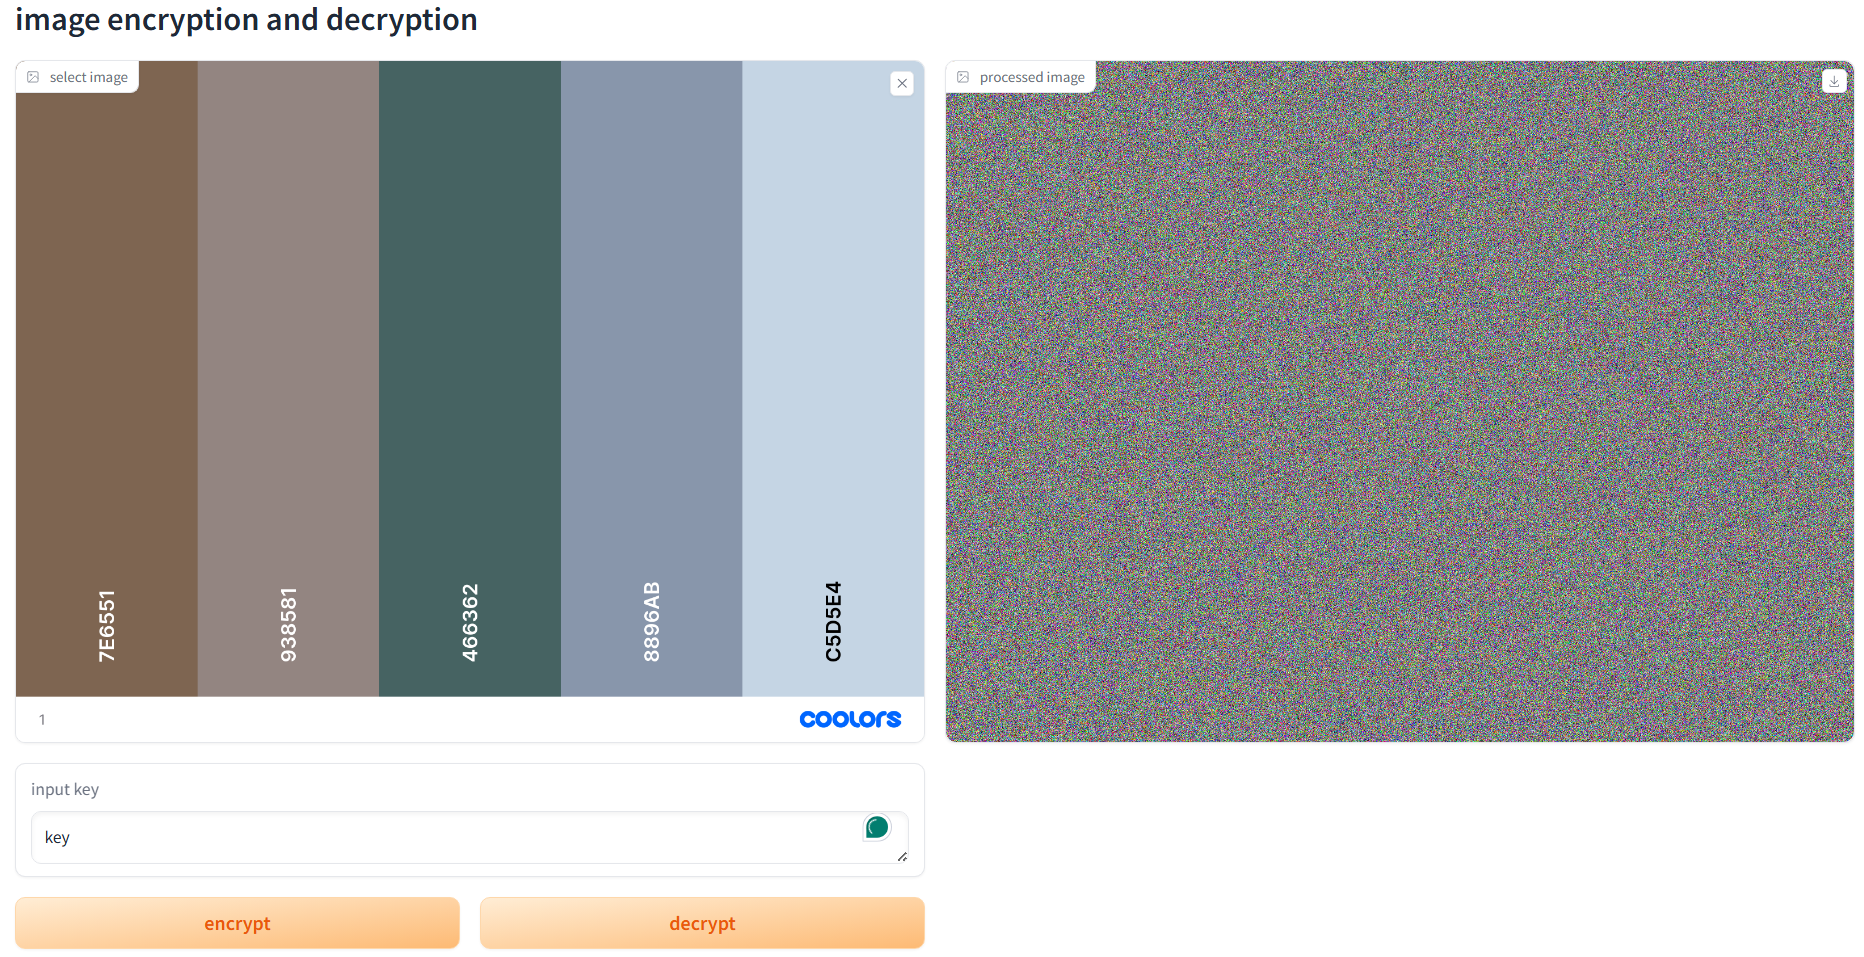 image encryption and decryption
select image
processed image
7E6551
938581
466362
8896AB
C5D5E4
1
coolors
input key
key
encrypt
decrypt